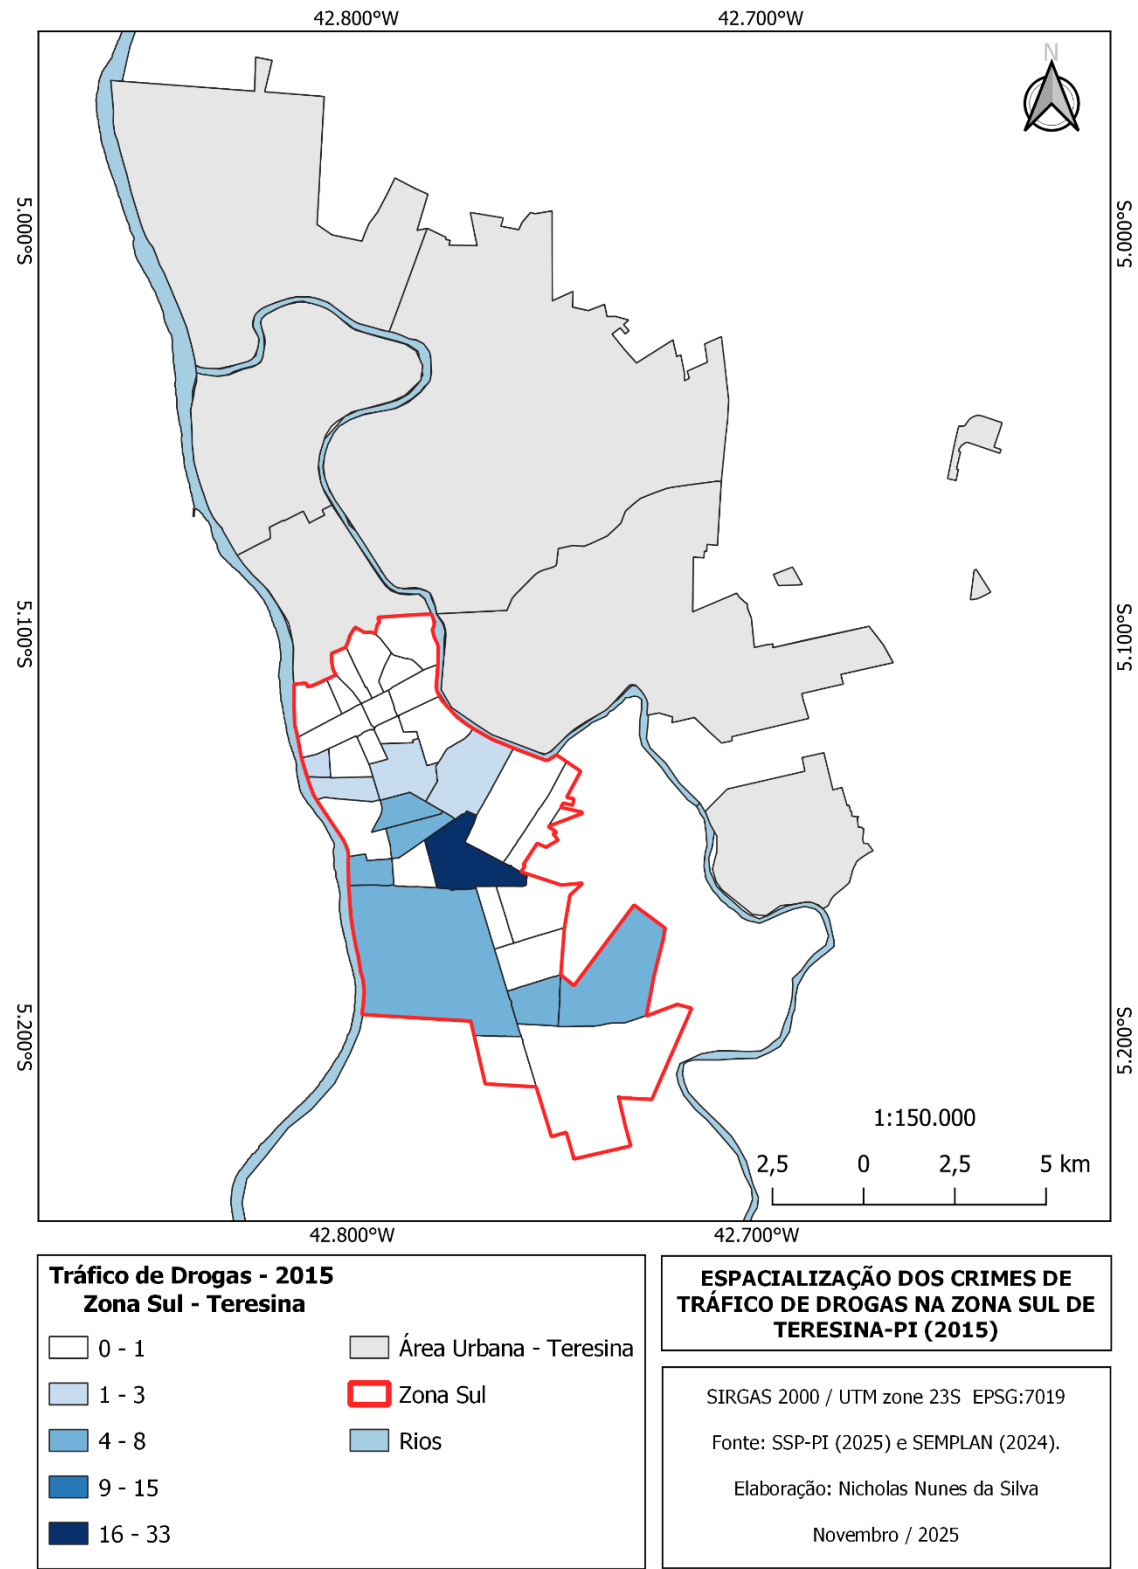 42.800°W 42.700°W
N
5.000°S 5.000°S
5.100°S 5.100°S
5.200°S 5.200°S
1:150.000
2,5 0 2,5 5 km
42.800°W 42.700°W
Tráfico de Drogas - 2015
Zona Sul - Teresina
0 - 1
1 - 3
4 - 8
9 - 15
16 - 33
Área Urbana - Teresina
Zona Sul
Rios
ESPACIALIZAÇÃO DOS CRIMES DE
TRÁFICO DE DROGAS NA ZONA SUL DE
TERESINA-PI (2015)
SIRGAS 2000 / UTM zone 23S EPSG:7019
Fonte: SSP-PI (2025) e SEMPLAN (2024).
Elaboração: Nicholas Nunes da Silva
Novembro / 2025